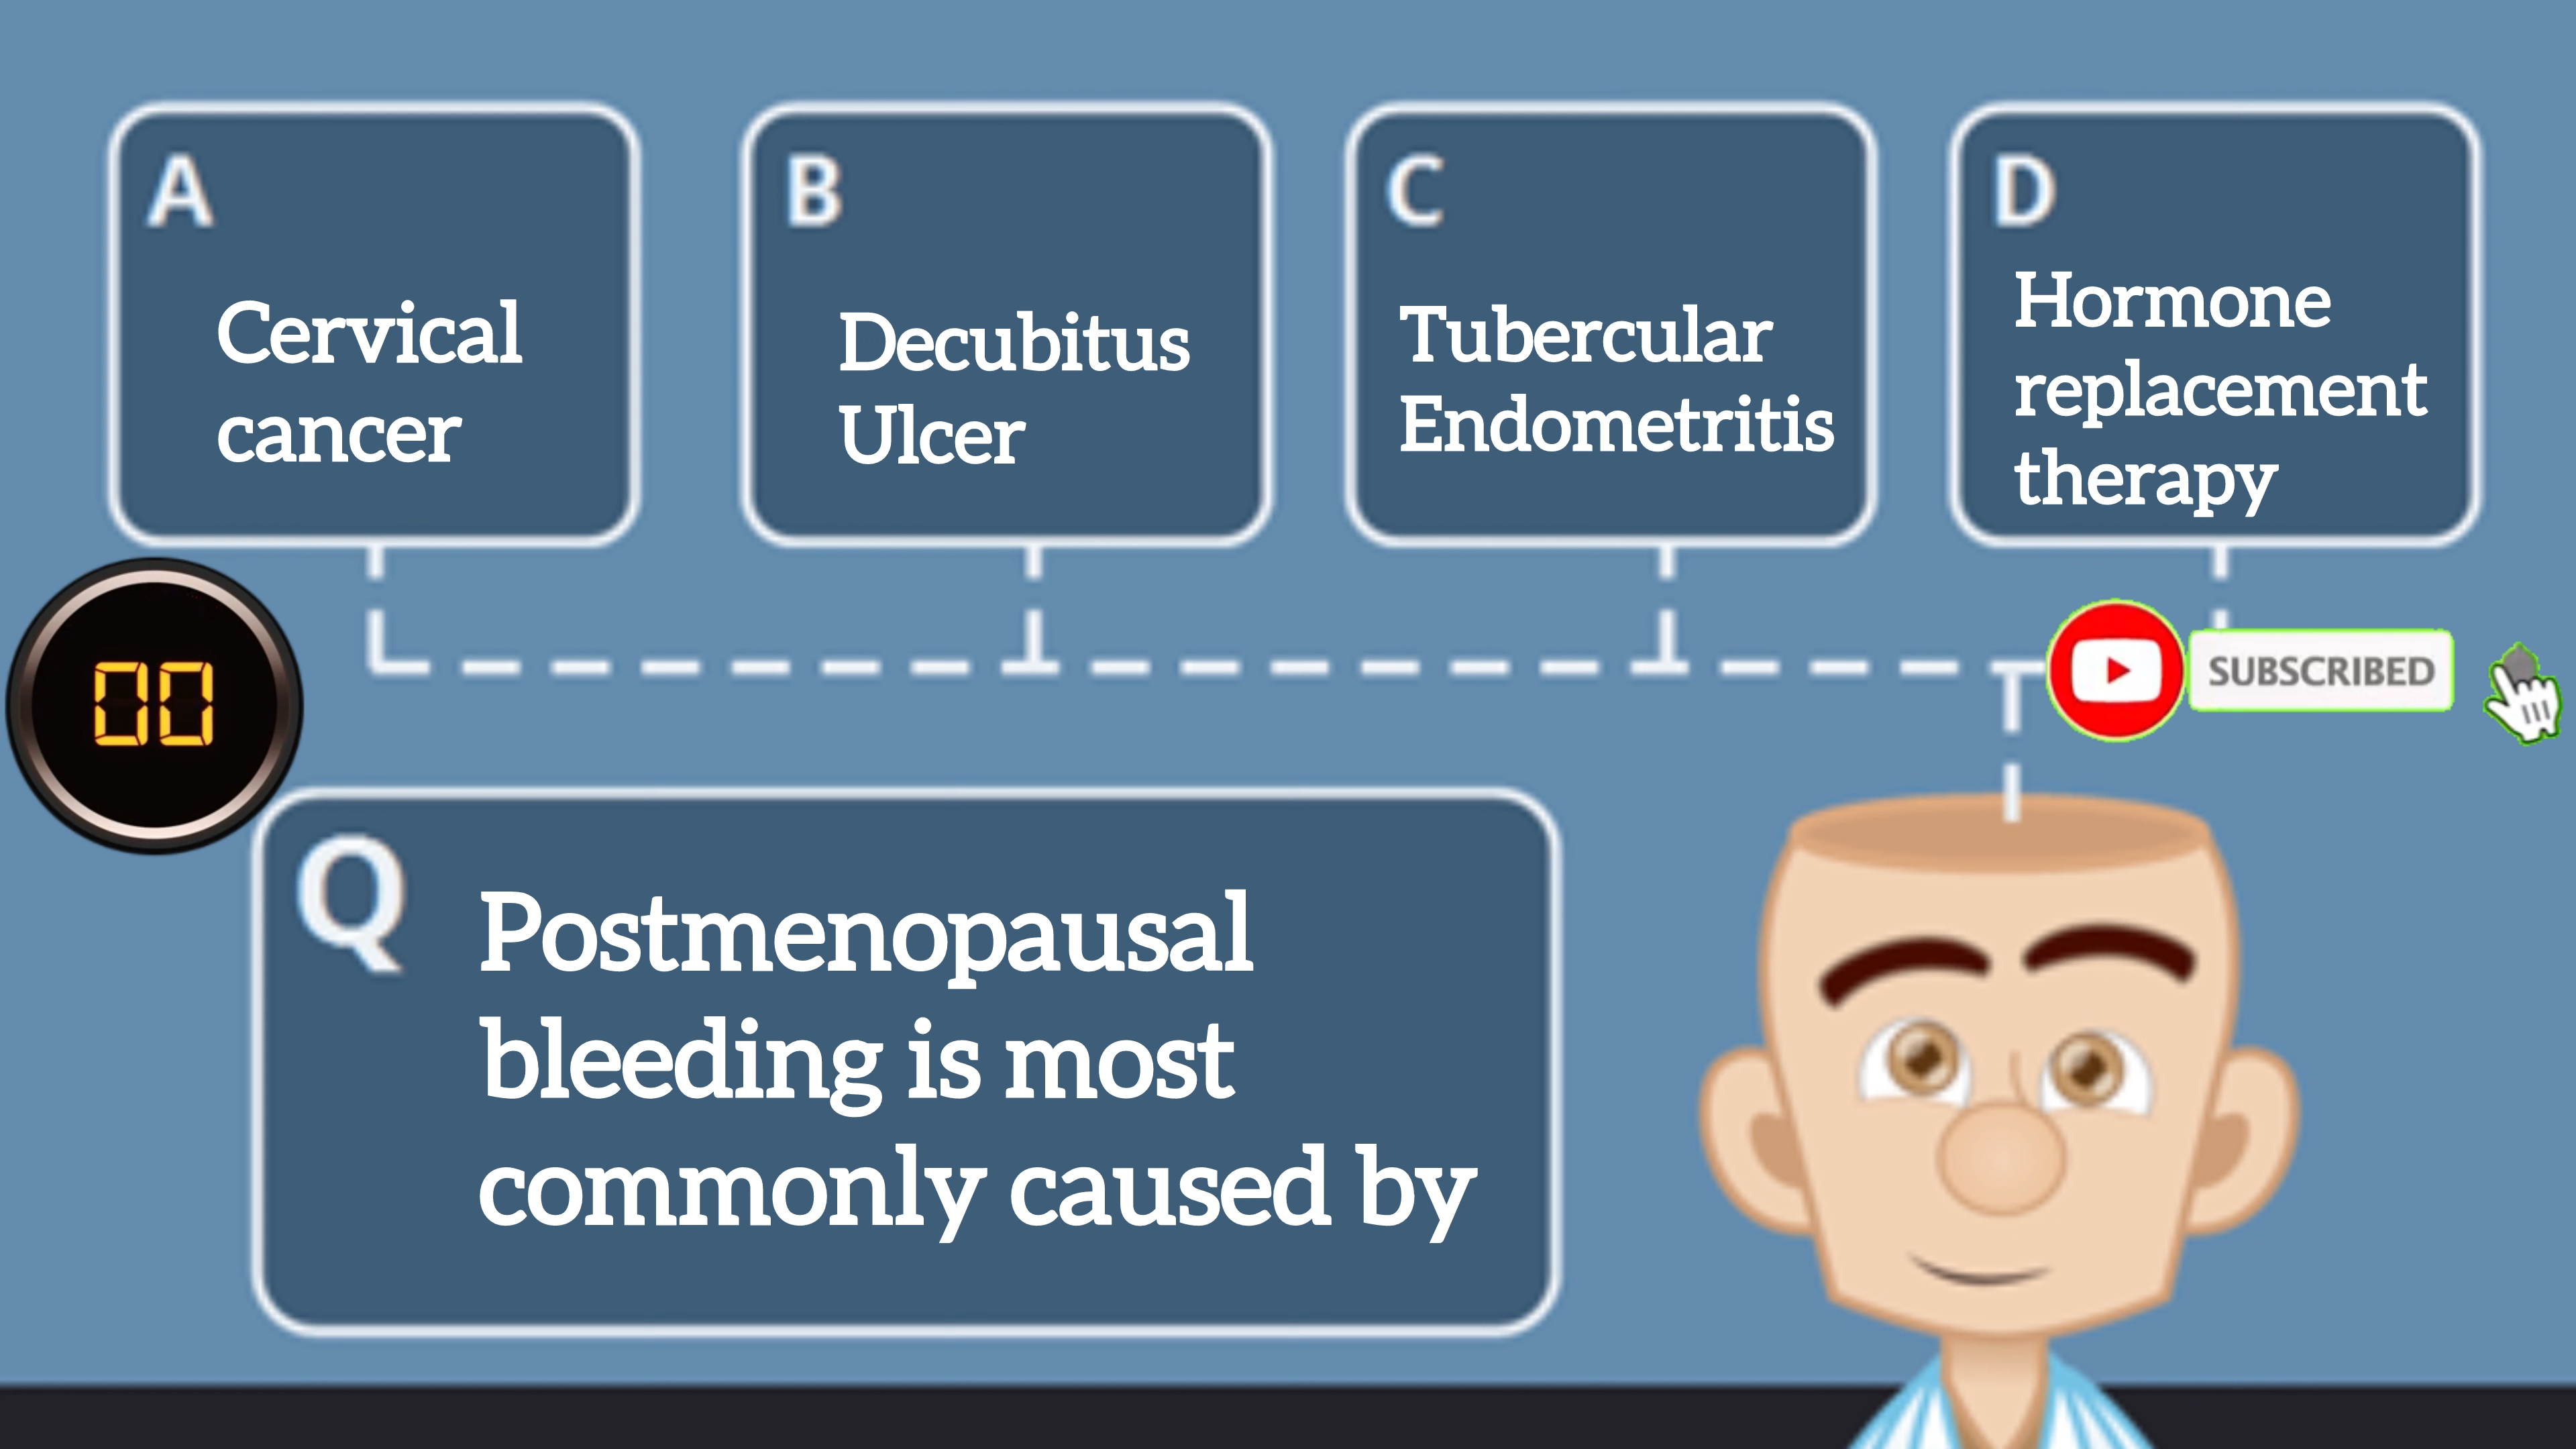 A
Cervical
cancer
B
Decubitus
Ulcer
C
Tubercular
Endometritis
D
Hormone
replacement
therapy
00
SUBSCRIBED
Q
Postmenopausal
bleeding is most
commonly caused by